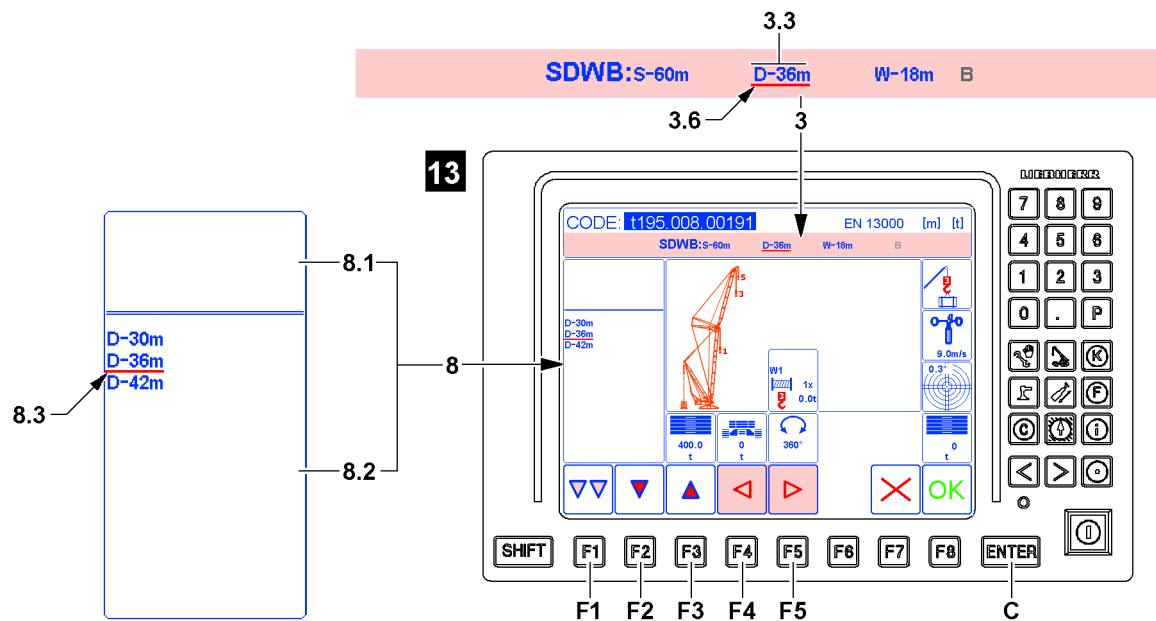 3.3
SDWB:S-60m D-36m W-18m B
3.6 3
13
LIEBHERR
CODE: t195.008.00191 EN 13000 [m] [t]
SDWB:S-60m D-36m W-18m B
7 8 9
4 5 6
1 2 3
0 . P
8.1
D-30m
D-36m
D-42m
8.3
8
8.2
D-30m
D-36m
D-42m
5
3
1
W1
1x
3
0.0t
3
9.0m/s
0.3°
400.0
t
0
t
360°
0
t
K
F
C
i
OK
SHIFT F1 F2 F3 F4 F5 F6 F7 F8 ENTER
F1 F2 F3 F4 F5 C